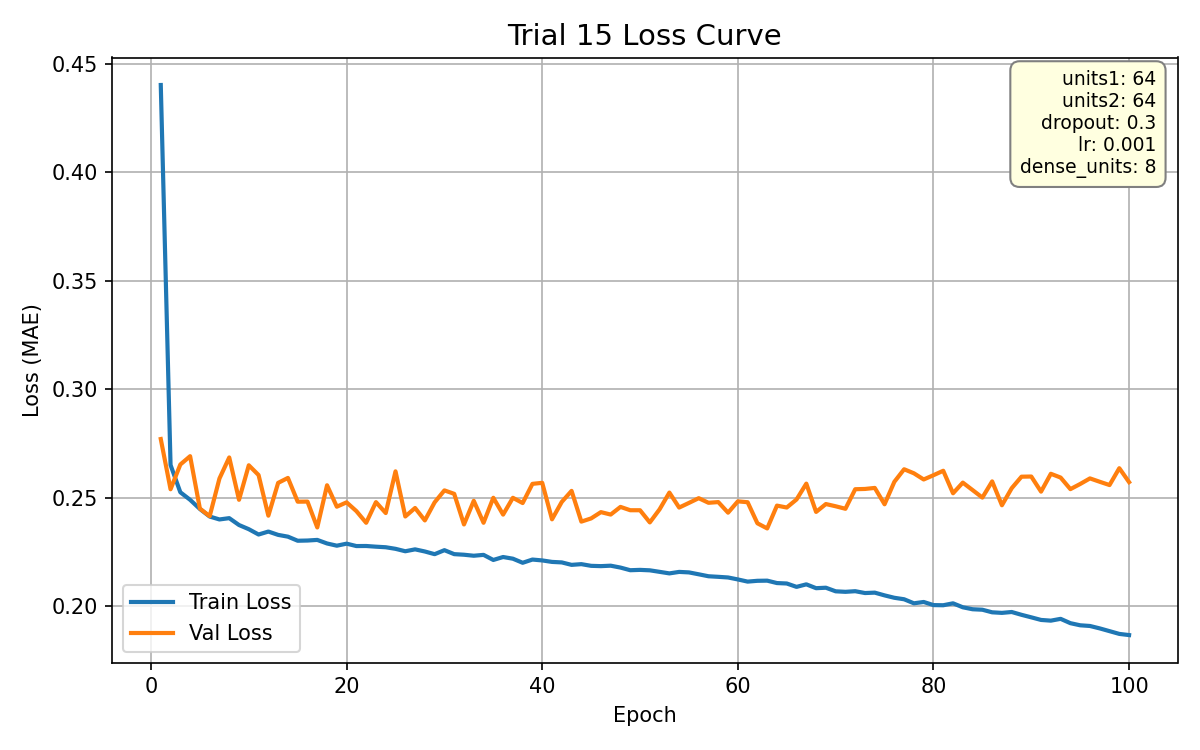 Trial 15 Loss Curve
units1: 64
units2: 64
dropout: 0.3
lr: 0.001
dense_units: 8
Loss (MAE)
0.45
0.40
0.35
0.30
0.25
0.20
Train Loss
Val Loss
0 20 40 60 80 100
Epoch